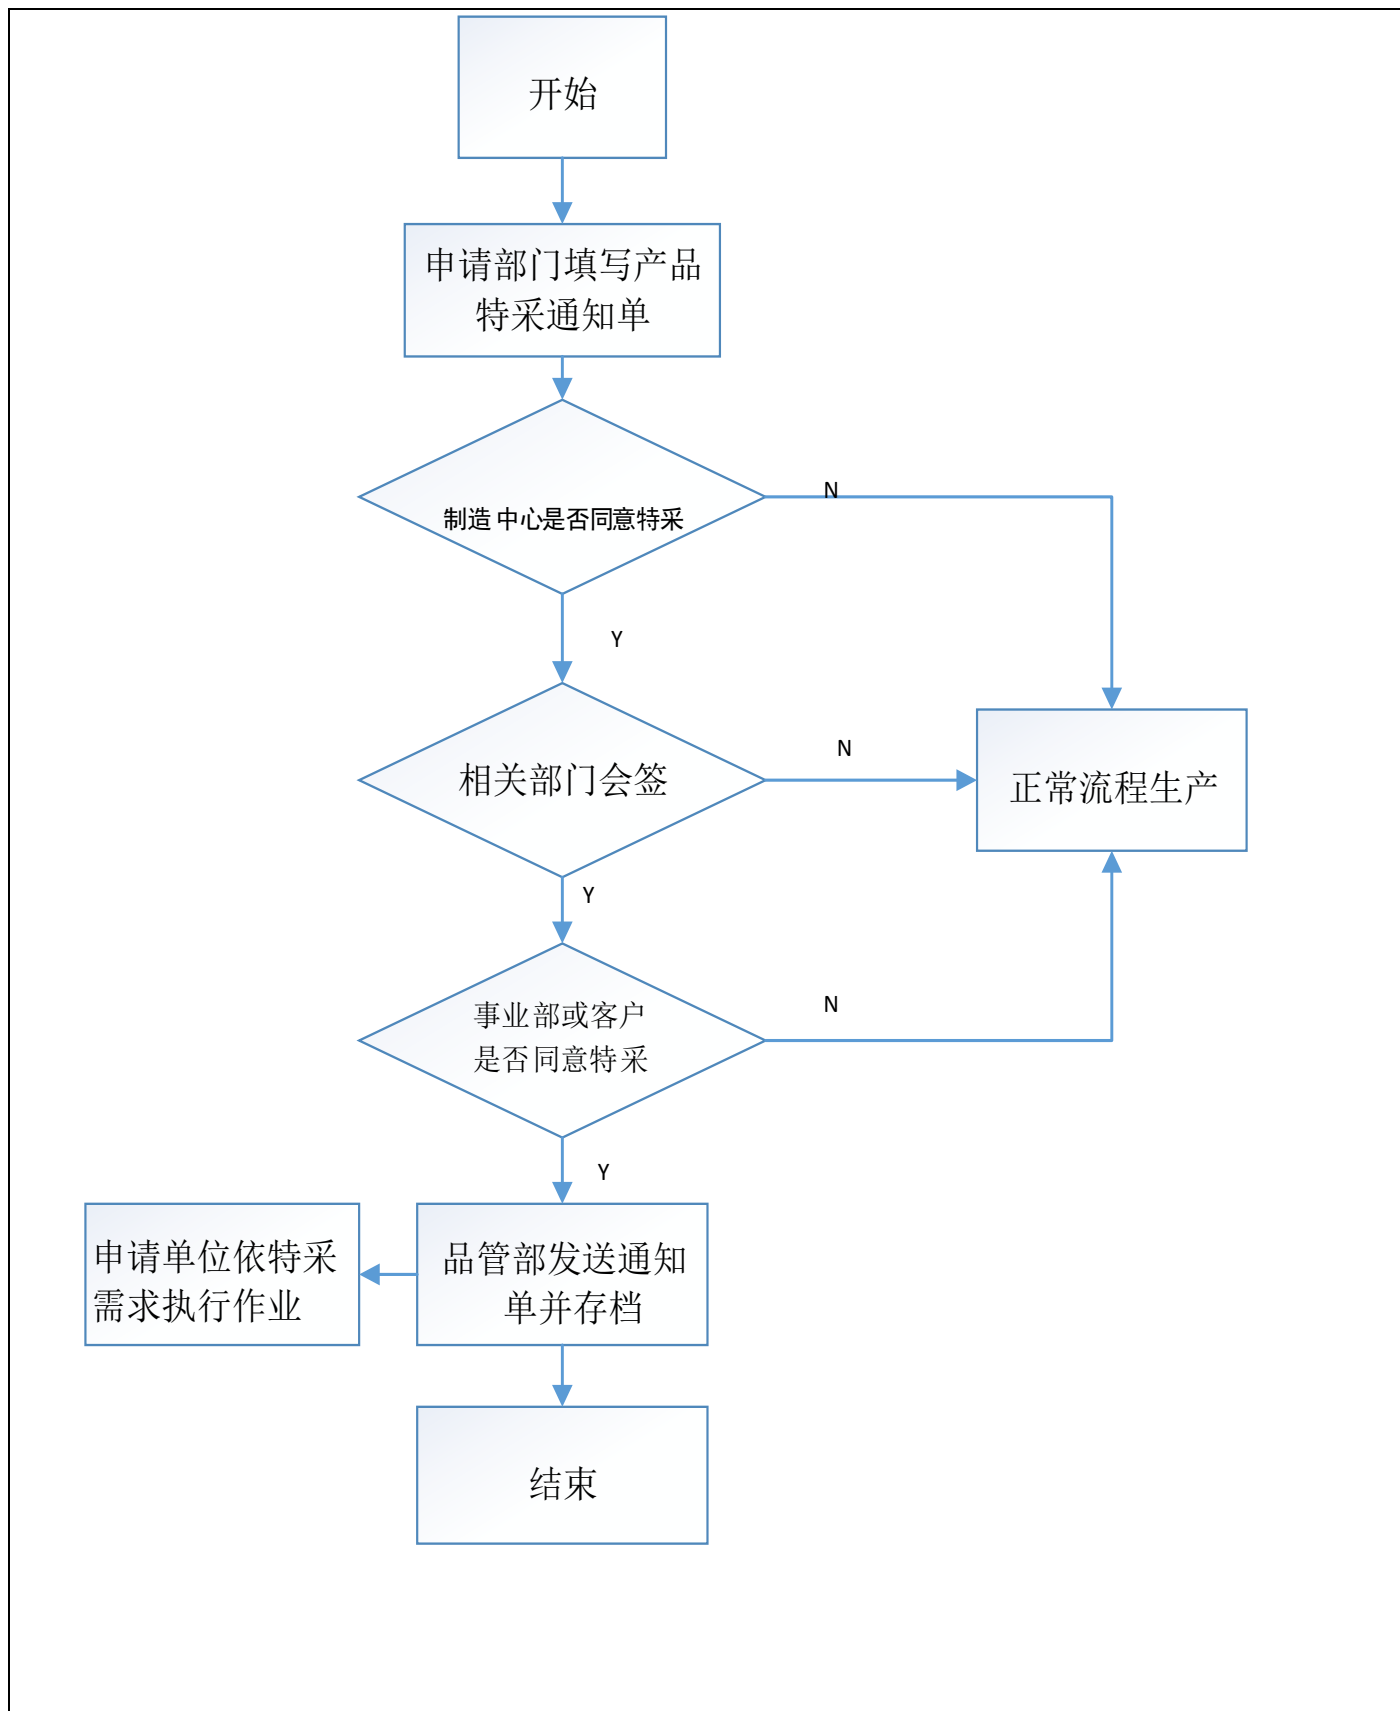 开始
申请部门填写产品
特采通知单
N
制造中心是否同意特采
Y
N
相关部门会签
正常流程生产
Y
N
事业部或客户
是否同意特采
Y
申请单位依特采
需求执行作业
品管部发送通知
单并存档
结束